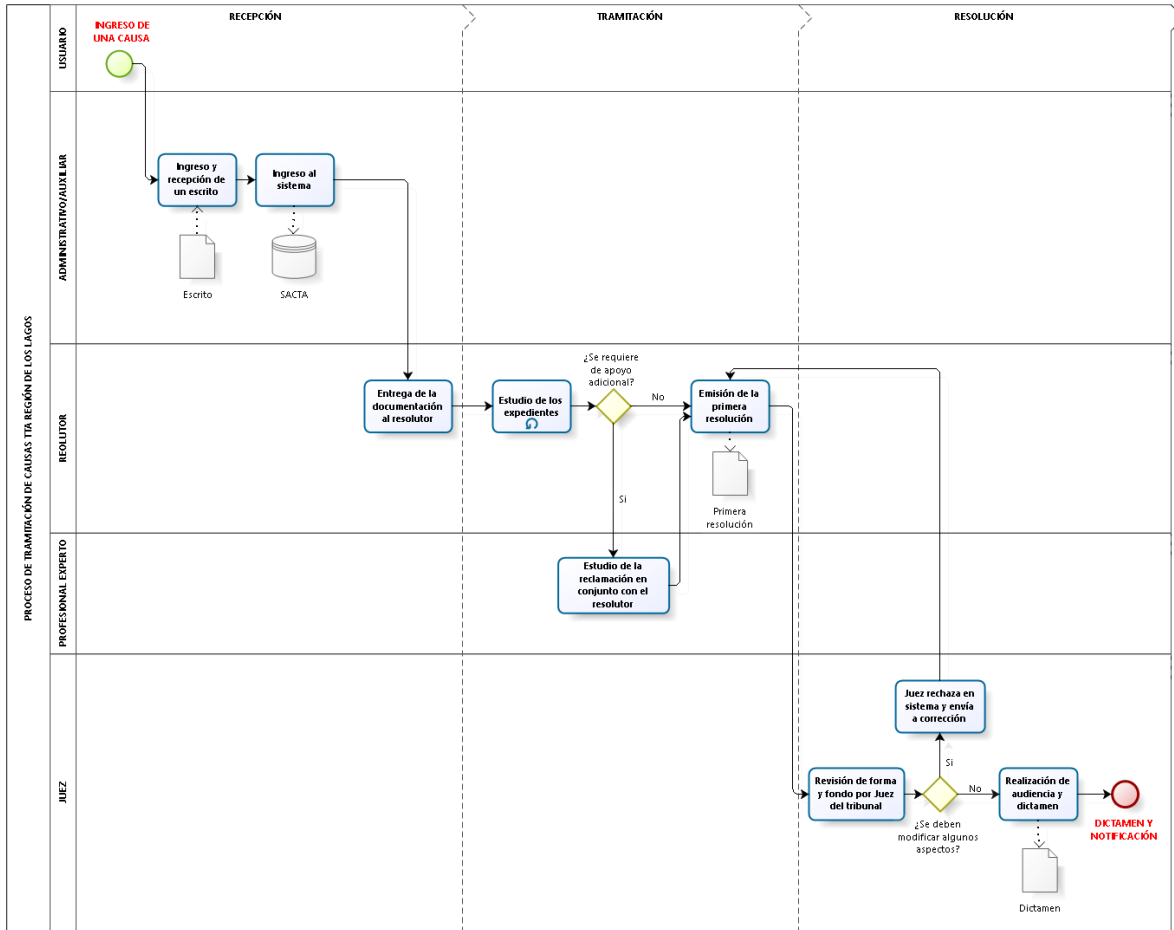 PROCESO DE TRAMITACIÓN DE CAUSAS TTA REGIÓN DE LOS LAGOS
RECEPCIÓN
TRAMITACIÓN
RESOLUCIÓN
USUARIO
INGRESO DE
UNA CAUSA
ADMINISTRATIVO/AUXILIAR
Ingreso y
recepción de
un escrito
Ingreso al
sistema
Escrito
SACTA
REOLUTOR
Entrega de la
documentación
al resolutor
Estudio de los
expedientes
¿Se requiere
de apoyo
adicional?
No
Si
Emisión de la
primera
resolución
Primera
resolución
PROFESIONAL EXPERTO
Estudio de la
reclamación en
conjunto con el
resolutor
JUEZ
Juez rechaza en
sistema y envía
a corrección
Si
Revisión de forma
y fondo por Juez
del tribunal
No
¿Se deben
modificar algunos
aspectos?
Realización de
audiencia y
dictamen
Dictamen
DICTAMEN Y
NOTIFICACIÓN